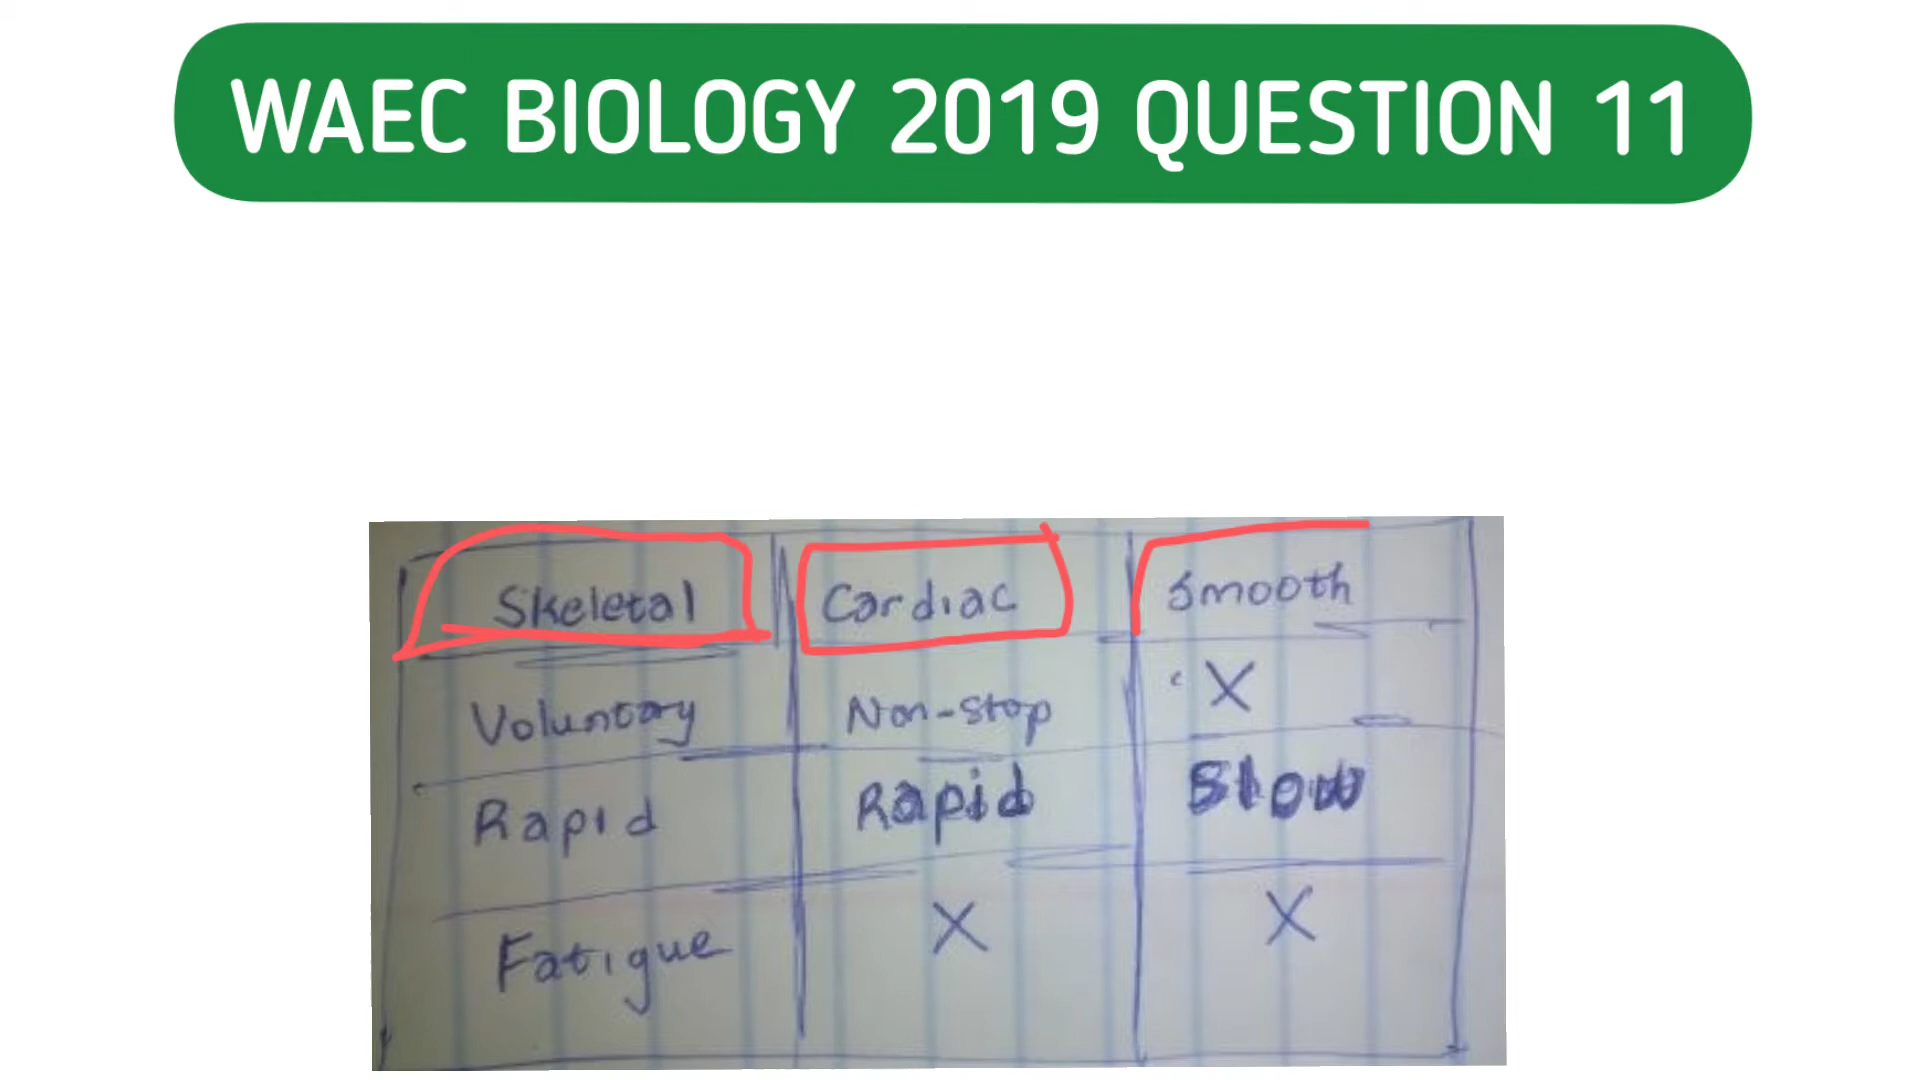 WAEC BIOLOGY 2019 QUESTION 11
Skeletal Cardiac Smooth
Voluntary Non-stop X
Rapid Rapid Slow
Fatigue X X